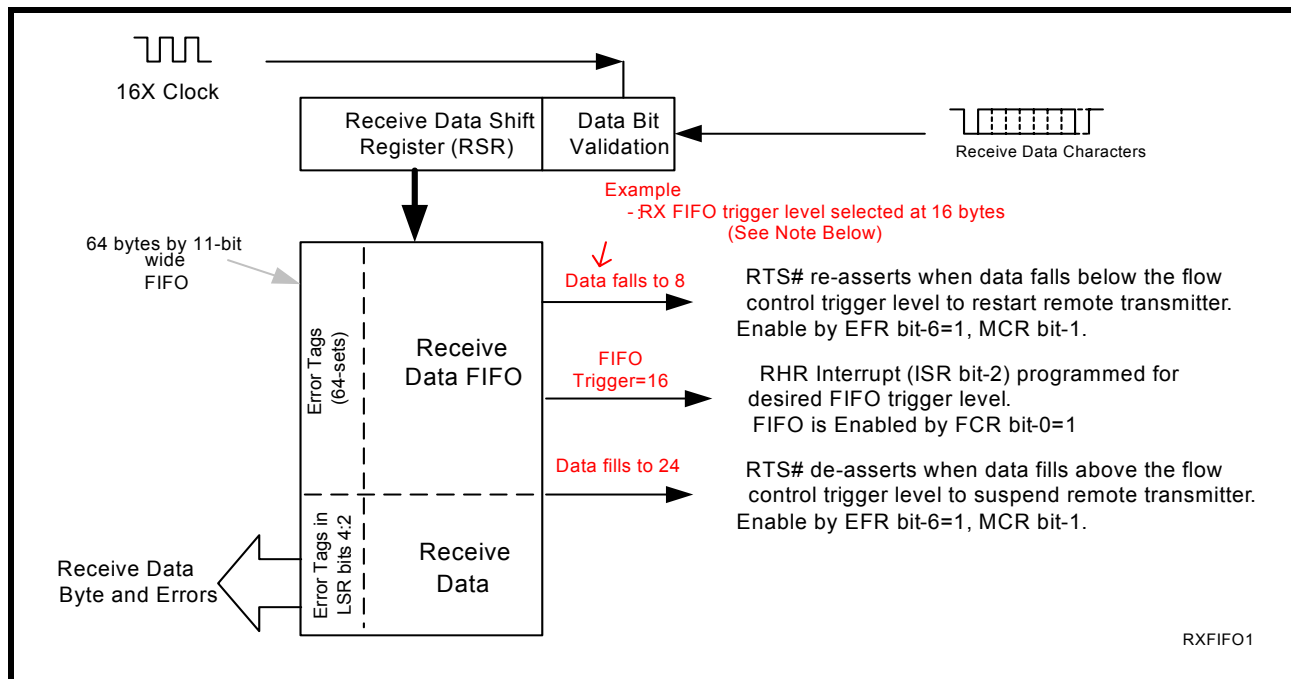 16X Clock
Receive Data Shift
Register (RSR)
Data Bit
Validation
Receive Data Characters
Example
-:RX FIFO trigger level selected at 16 bytes
(See Note Below)
64 bytes by 11-bit
wide
FIFO
Data falls to 8
RTS# re-asserts when data falls below the flow
control trigger level to restart remote transmitter.
Enable by EFR bit-6=1, MCR bit-1.
Error Tags
(64-sets)
Receive
Data FIFO
FIFO
Trigger=16
RHR Interrupt (ISR bit-2) programmed for
desired FIFO trigger level.
FIFO is Enabled by FCR bit-0=1
Data fills to 24
RTS# de-asserts when data fills above the flow
control trigger level to suspend remote transmitter.
Enable by EFR bit-6=1, MCR bit-1.
Error Tags in
LSR bits 4:2
Receive
Data
Receive Data
Byte and Errors
RXFIFO1